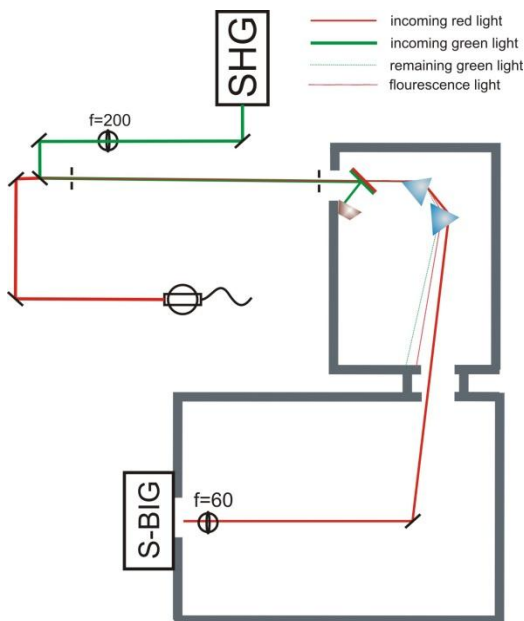 SHG
incoming red light
incoming green light
remaining green light
flourescence light
f=200
f=60
S-BIG